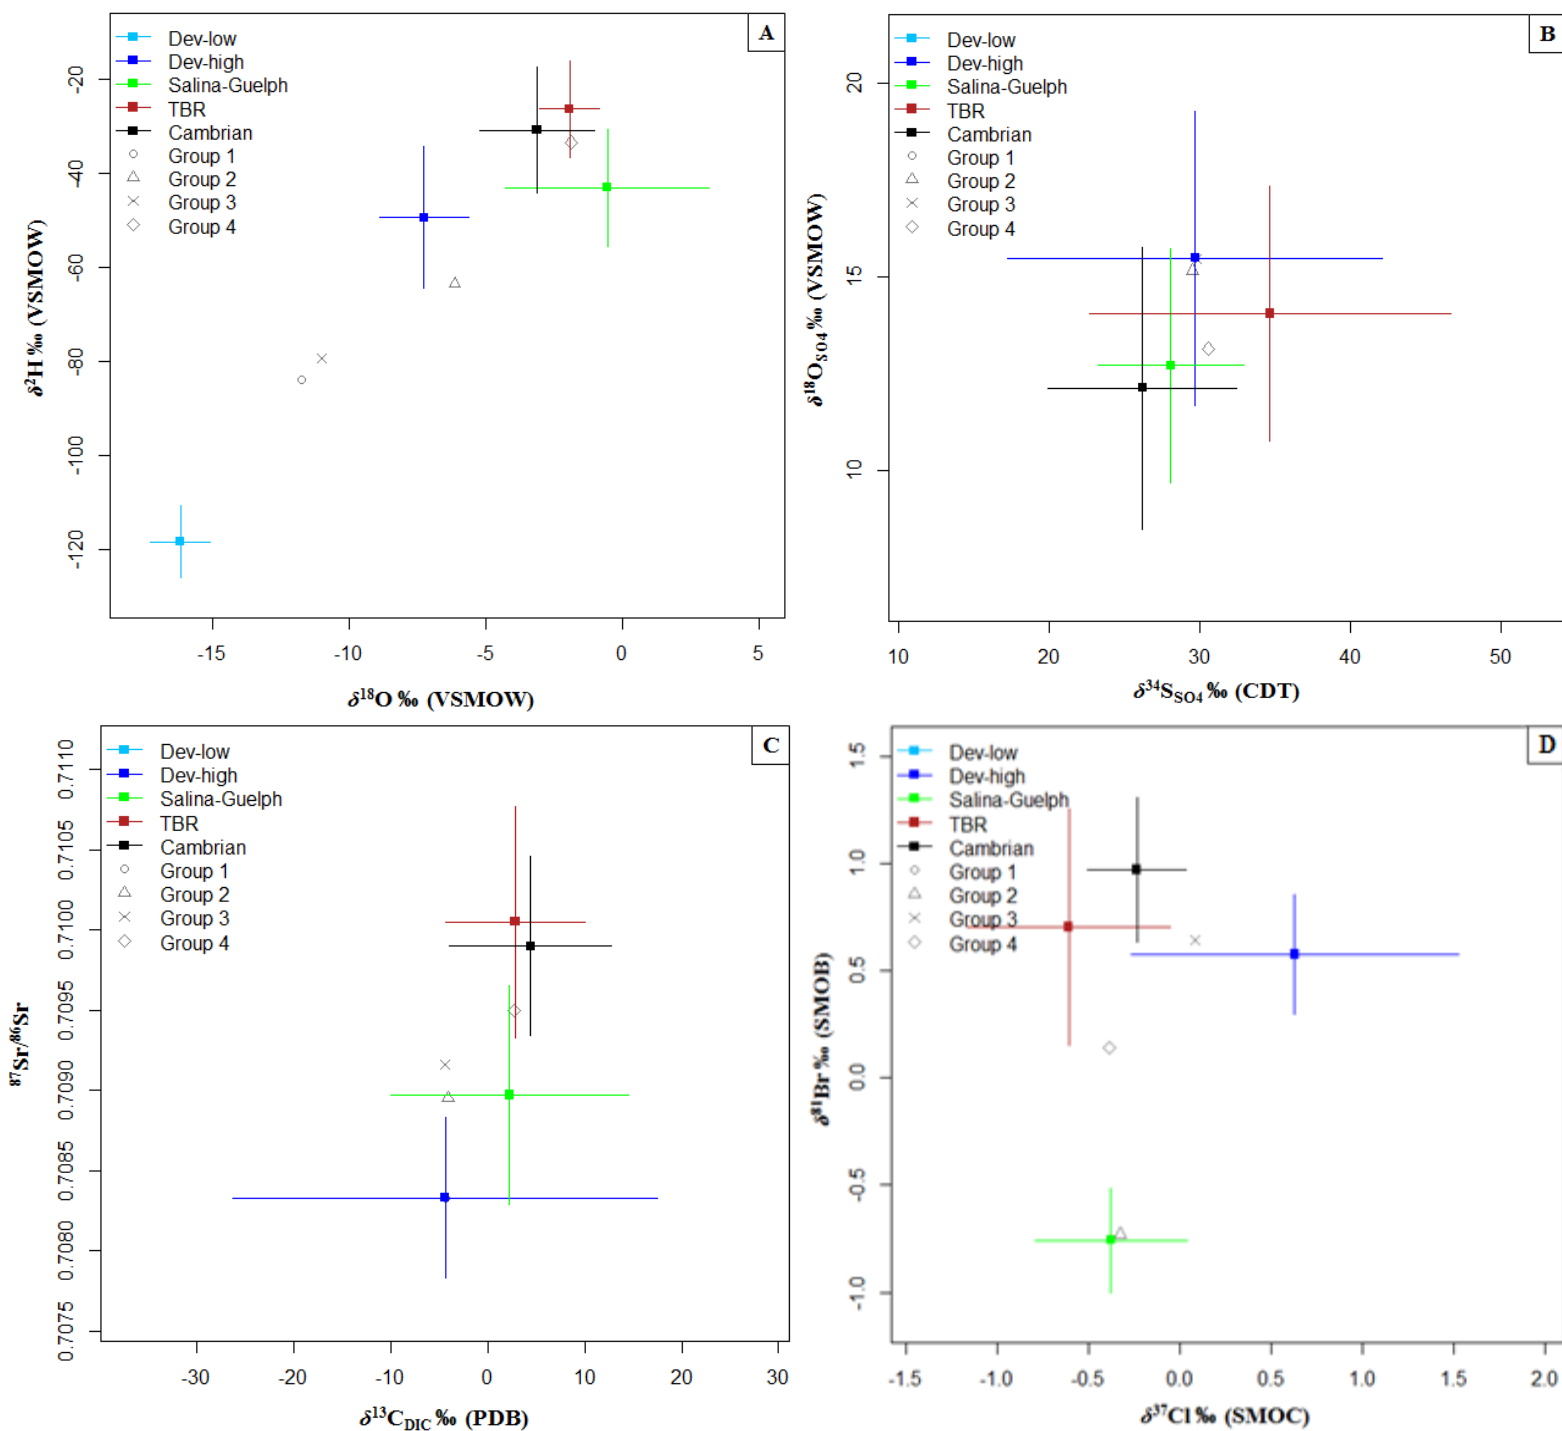 A
Dev-low
Dev-high
Salina-Guelph
TBR
Cambrian
Group 1
Group 2
Group 3
Group 4
-20
-40
-60
-80
-100
-120
δ²H ‰ (VSMOW)
-15 -10 -5 0 5
δ¹⁸O ‰ (VSMOW)
B
Dev-low
Dev-high
Salina-Guelph
TBR
Cambrian
Group 1
Group 2
Group 3
Group 4
20
15
10
δ¹⁸O_SO4 ‰ (VSMOW)
10 20 30 40 50
δ³⁴S_SO4 ‰ (CDT)
C
Dev-low
Dev-high
Salina-Guelph
TBR
Cambrian
Group 1
Group 2
Group 3
Group 4
0.7110
0.7105
0.7100
0.7095
0.7090
0.7085
0.7080
0.7075
⁸⁷Sr/⁸⁶Sr
-30 -20 -10 0 10 20 30
δ¹³C_DIC ‰ (PDB)
D
Dev-low
Dev-high
Salina-Guelph
TBR
Cambrian
Group 1
Group 2
Group 3
Group 4
1.5
1.0
0.5
0.0
-0.5
-1.0
δ⁸¹Br ‰ (SMOB)
-1.5 -1.0 -0.5 0.0 0.5 1.0 1.5 2.0
δ³⁷Cl ‰ (SMOC)